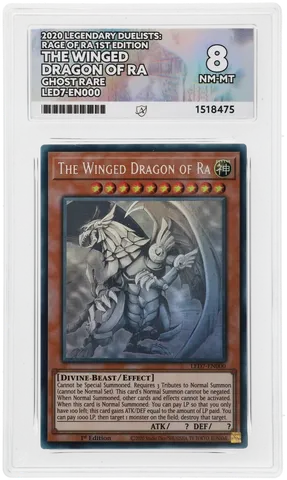 2020 LEGENDARY DUELISTS:
RAGE OF RA 1ST EDITION
THE WINGED
DRAGON OF RA
GHOST RARE
LED7-EN000
8
NM-MT
1518475
THE WINGED DRAGON OF RA
神
LED7-EN000
[DIVINE-BEAST / EFFECT]
Cannot be Special Summoned. Requires 3 Tributes to Normal Summon
(cannot be Normal Set). This card's Normal Summon cannot be negated.
When Normal Summoned, other cards and effects cannot be activated.
When this card is Normal Summoned: You can pay LP so that you only
have 100 left; this card gains ATK/DEF equal to the amount of LP paid. You
can pay 1000 LP, then target 1 monster on the field; destroy that target.
ATK/ ? DEF/ ?
1st Edition